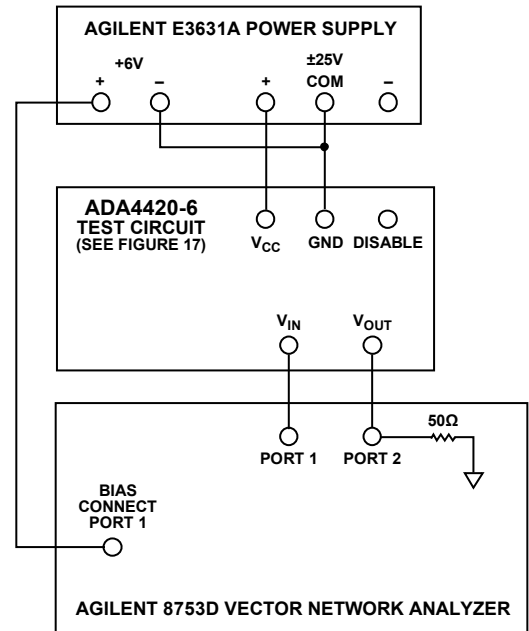 AGILENT E3631A POWER SUPPLY
+6V
±25V
+ – + COM –
ADA4420-6
TEST CIRCUIT
(SEE FIGURE 17)
VCC GND DISABLE
VIN VOUT
50Ω
PORT 1 PORT 2
BIAS
CONNECT
PORT 1
AGILENT 8753D VECTOR NETWORK ANALYZER